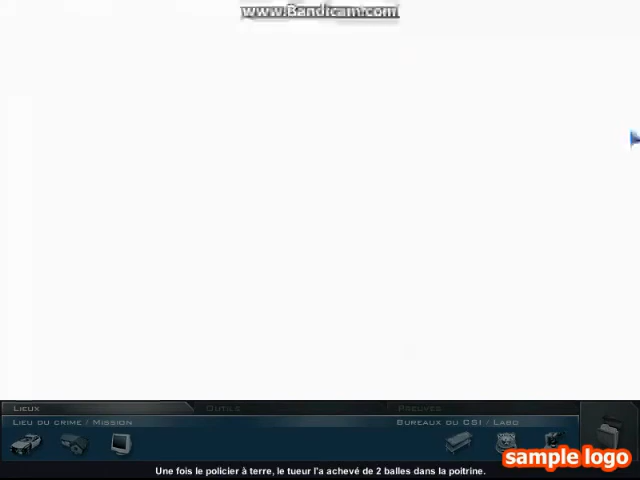 www.Bandicam.com
Lieux Outils Preuves
Lieu du crime / Mission Bureaux du CSI / Labo
sample logo
Une fois le policier à terre, le tueur l'a achevé de 2 balles dans la poitrine.